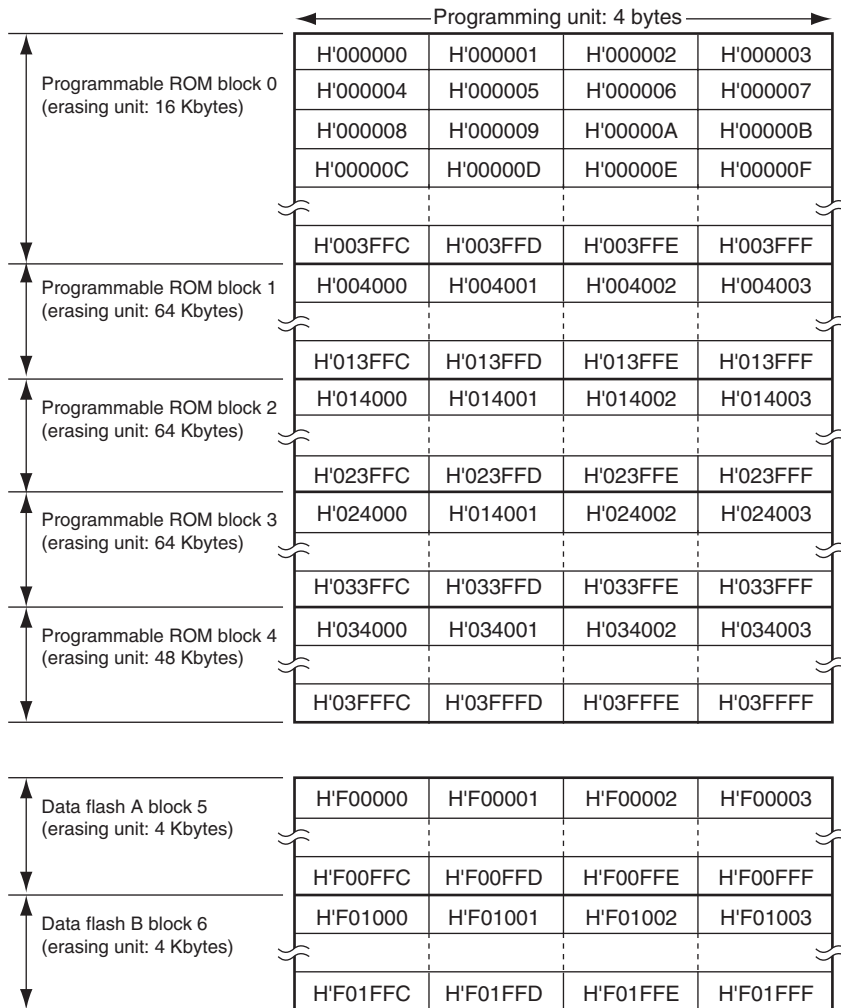 Programming unit: 4 bytes
Programmable ROM block 0
(erasing unit: 16 Kbytes)
H'000000 H'000001 H'000002 H'000003
H'000004 H'000005 H'000006 H'000007
H'000008 H'000009 H'00000A H'00000B
H'00000C H'00000D H'00000E H'00000F
H'003FFC H'003FFD H'003FFE H'003FFF
Programmable ROM block 1
(erasing unit: 64 Kbytes)
H'004000 H'004001 H'004002 H'004003
H'013FFC H'013FFD H'013FFE H'013FFF
Programmable ROM block 2
(erasing unit: 64 Kbytes)
H'014000 H'014001 H'014002 H'014003
H'023FFC H'023FFD H'023FFE H'023FFF
Programmable ROM block 3
(erasing unit: 64 Kbytes)
H'024000 H'014001 H'024002 H'024003
H'033FFC H'033FFD H'033FFE H'033FFF
Programmable ROM block 4
(erasing unit: 48 Kbytes)
H'034000 H'034001 H'034002 H'034003
H'03FFFC H'03FFFD H'03FFFE H'03FFFF
Data flash A block 5
(erasing unit: 4 Kbytes)
H'F00000 H'F00001 H'F00002 H'F00003
H'F00FFC H'F00FFD H'F00FFE H'F00FFF
Data flash B block 6
(erasing unit: 4 Kbytes)
H'F01000 H'F01001 H'F01002 H'F01003
H'F01FFC H'F01FFD H'F01FFE H'F01FFF